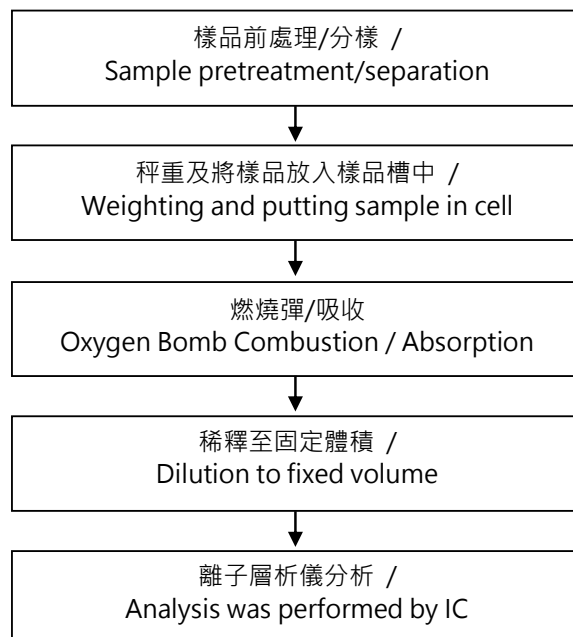 樣品前處理/分樣 /
Sample pretreatment/separation
秤重及將樣品放入樣品槽中 /
Weighting and putting sample in cell
燃燒彈/吸收
Oxygen Bomb Combustion / Absorption
稀釋至固定體積 /
Dilution to fixed volume
離子層析儀分析 /
Analysis was performed by IC